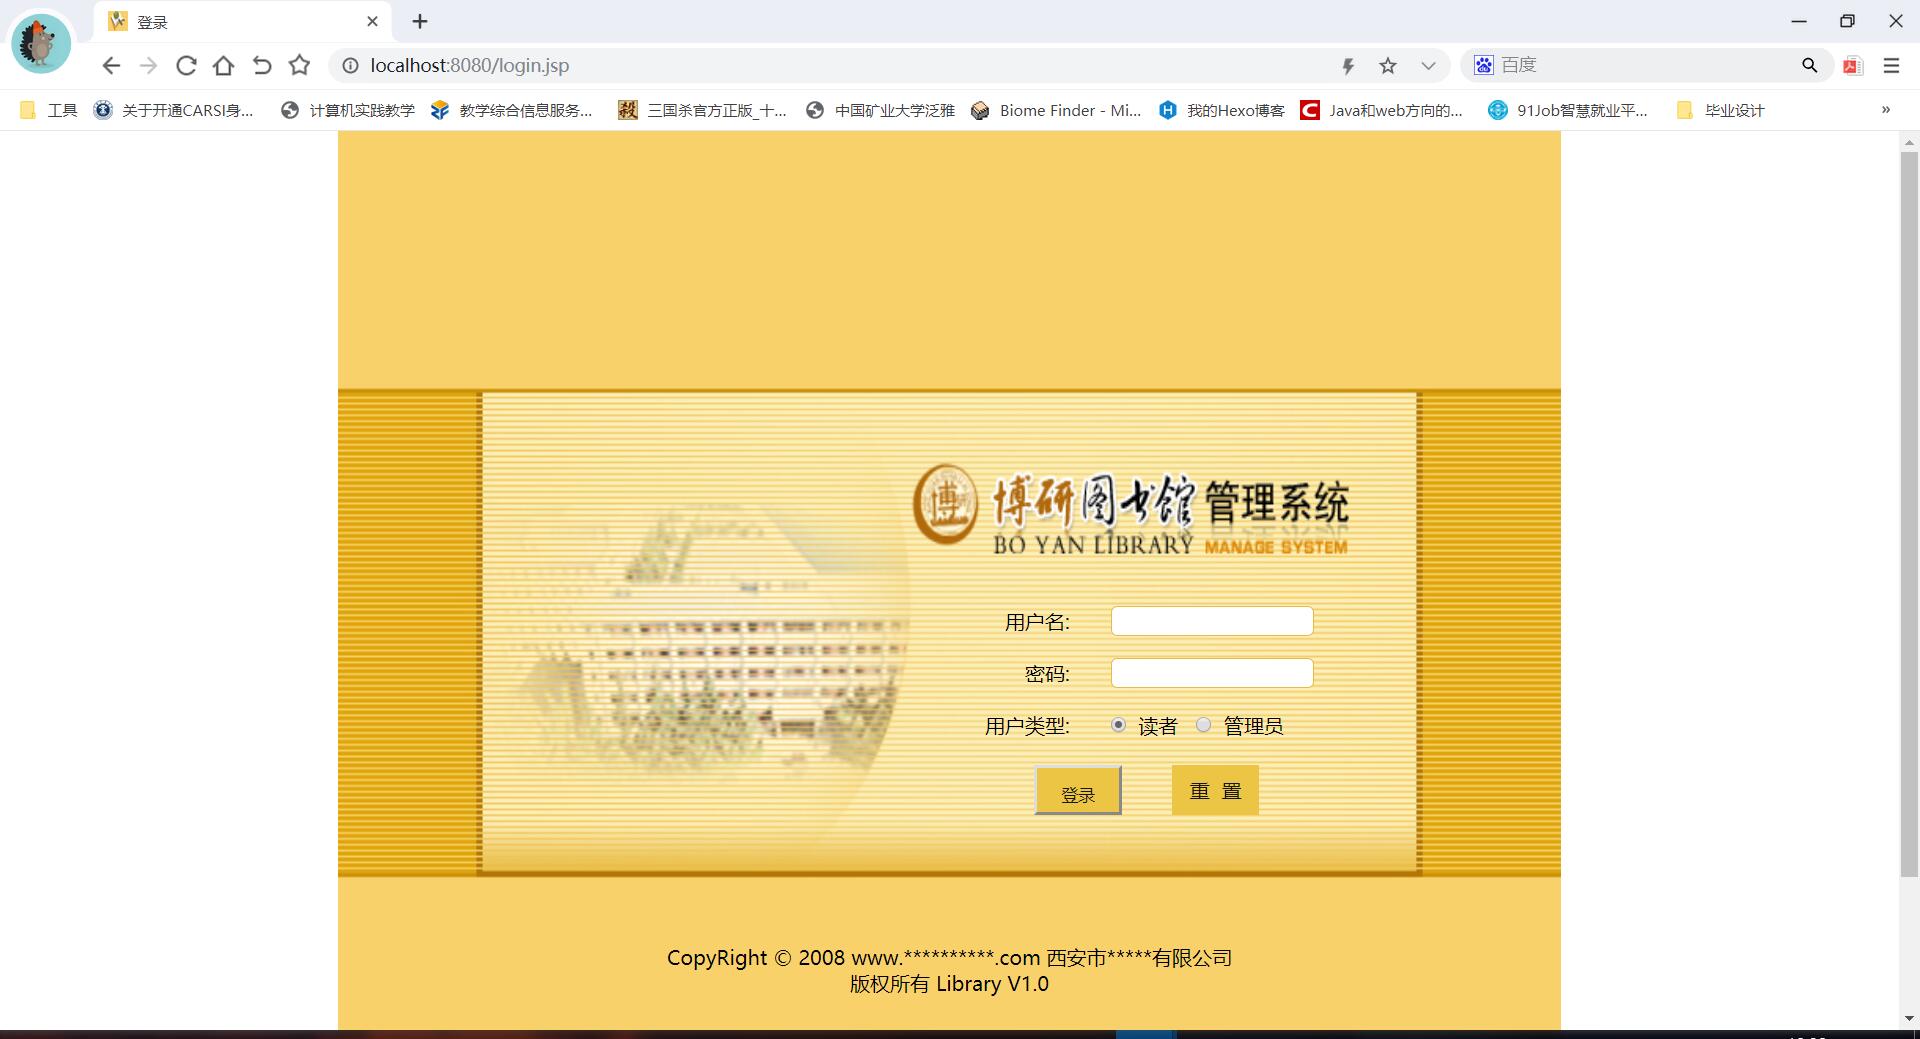 登录
localhost:8080/login.jsp
百度
工具 关于开通CARSI身... 计算机实践教学 教学综合信息服务... 三国杀官方正版_十... 中国矿业大学泛雅 Biome Finder - Mi... 我的Hexo博客 Java和web方向的... 91Job智慧就业平... 毕业设计 »
博研图书馆管理系统
BO YAN LIBRARY MANAGE SYSTEM
用户名:
密码:
用户类型: 读者 管理员
登录 重 置
CopyRight © 2008 www.**********.com 西安市*****有限公司
版权所有 Library V1.0